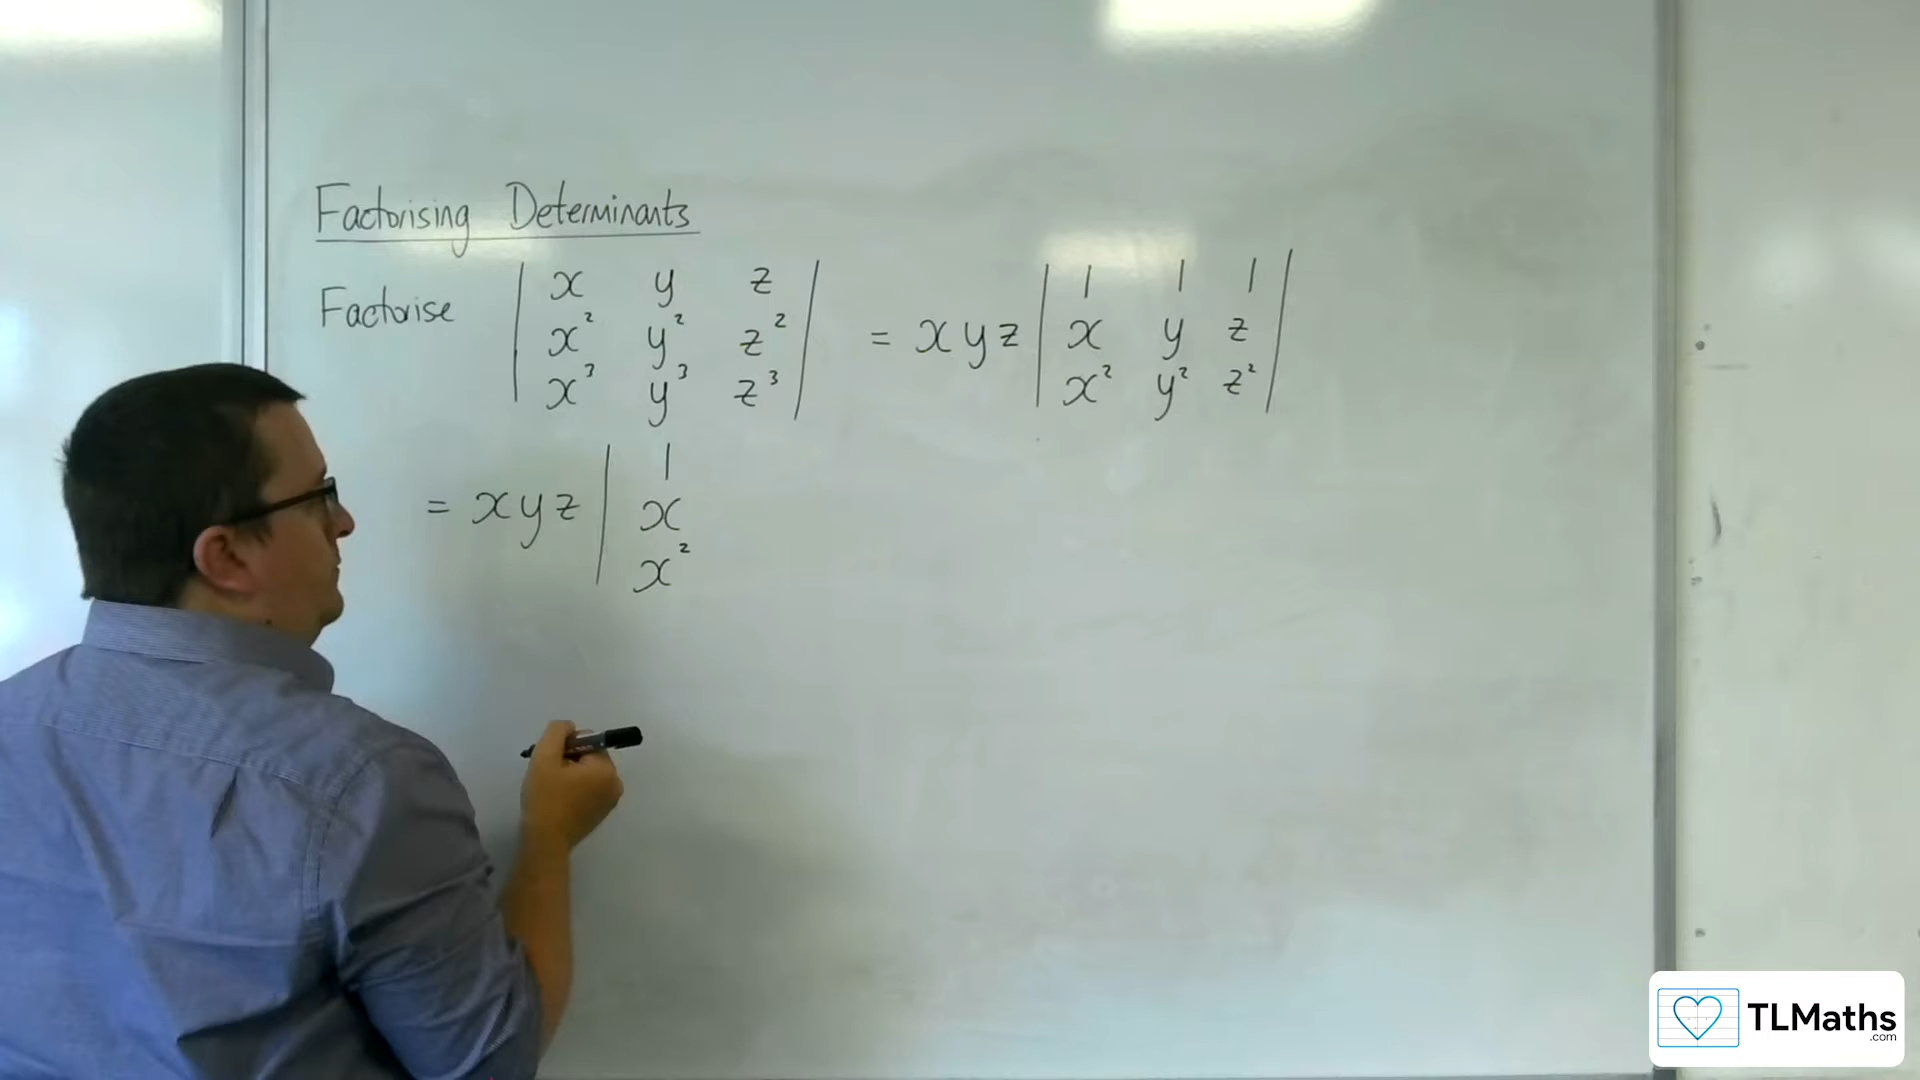 Factorising Determinants
Factorise | x y z | = x y z | 1 1 1 |
| x² y² z² | | x y z |
| x³ y³ z³ | | x² y² z² |
= x y z | 1
x
x²
TLMaths
.com